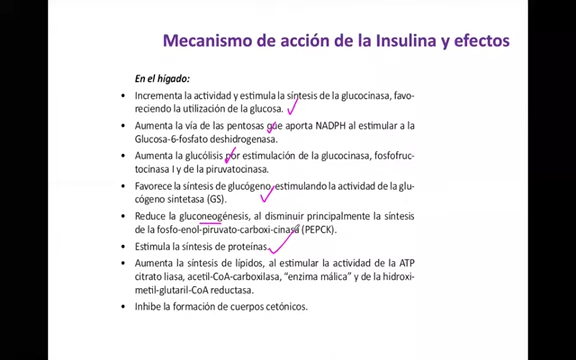 Mecanismo de acción de la Insulina y efectos
En el hígado:
• Incrementa la actividad y estimula la síntesis de la glucocinasa, favo-
reciendo la utilización de la glucosa.
• Aumenta la vía de las pentosas que aporta NADPH al estimular a la
Glucosa-6-fosfato deshidrogenasa.
• Aumenta la glucólisis por estimulación de la glucocinasa, fosfofruc-
tocinasa I y de la piruvatocinasa.
• Favorece la síntesis de glucógeno, estimulando la actividad de la glu-
cógeno sintetasa (GS).
• Reduce la gluconeogénesis, al disminuir principalmente la síntesis
de la fosfo-enol-piruvato-carboxi-cinasa (PEPCK).
• Estimula la síntesis de proteínas.
• Aumenta la síntesis de lípidos, al estimular la actividad de la ATP
citrato liasa, acetil-CoA-carboxilasa, “enzima málica” y de la hidroxi-
metil-glutaril-CoA reductasa.
• Inhibe la formación de cuerpos cetónicos.